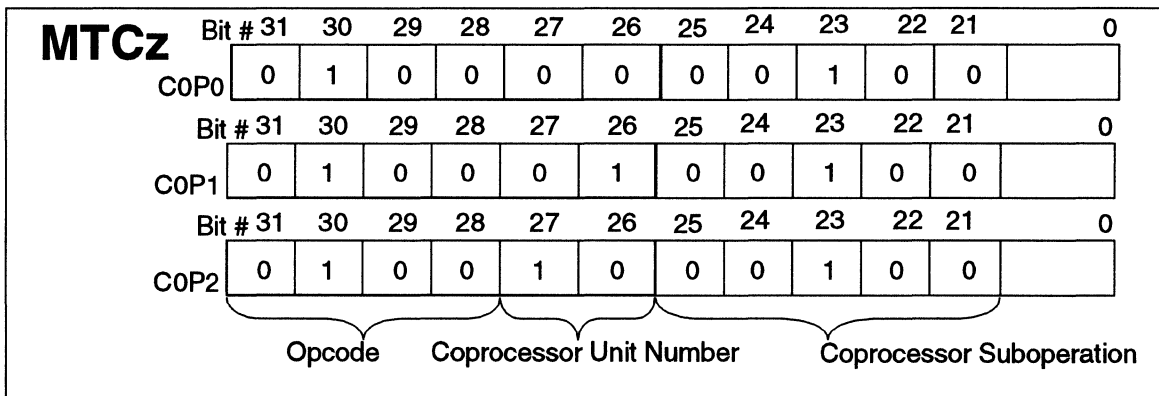 MTCz Bit # 31 30 29 28 27 26 25 24 23 22 21 0
C0P0 0 1 0 0 0 0 0 0 1 0 0
Bit # 31 30 29 28 27 26 25 24 23 22 21 0
C0P1 0 1 0 0 0 1 0 0 1 0 0
Bit # 31 30 29 28 27 26 25 24 23 22 21 0
C0P2 0 1 0 0 1 0 0 0 1 0 0
Opcode Coprocessor Unit Number Coprocessor Suboperation